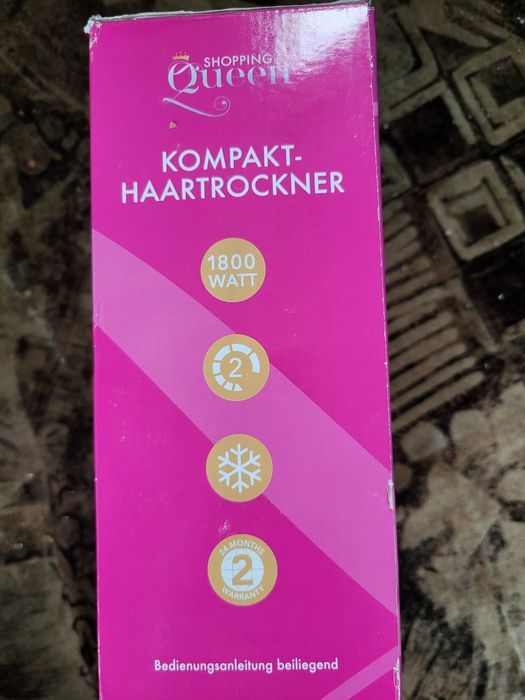 SHOPPING
Queen
KOMPAKT-
HAARTROCKNER
1800
WATT
2
24 MONTHS
2
WARRANTY
Bedienungsanleitung beiliegend